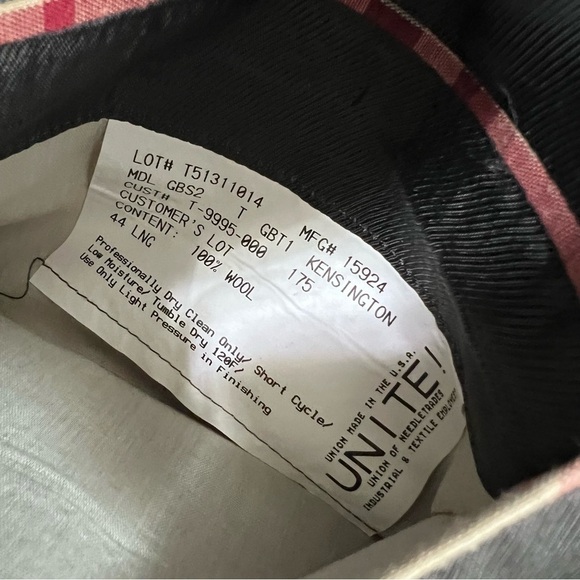 LOT# T51311014
MDL GBS2 T GBT1 MFG# 15924
CUST# T-9995-000 KENSINGTON
CUSTOMER'S LOT 175
CONTENT: 100% WOOL
44 LNG
Professionally Dry Clean Only/ Short Cycle/
Low Moisture/ Tumble Dry 120F/
Use Only Light Pressure in Finishing
UNION MADE IN THE U.S.A.
UNITE!
UNION OF NEEDLETRADES
INDUSTRIAL & TEXTILE EMPLOYEES